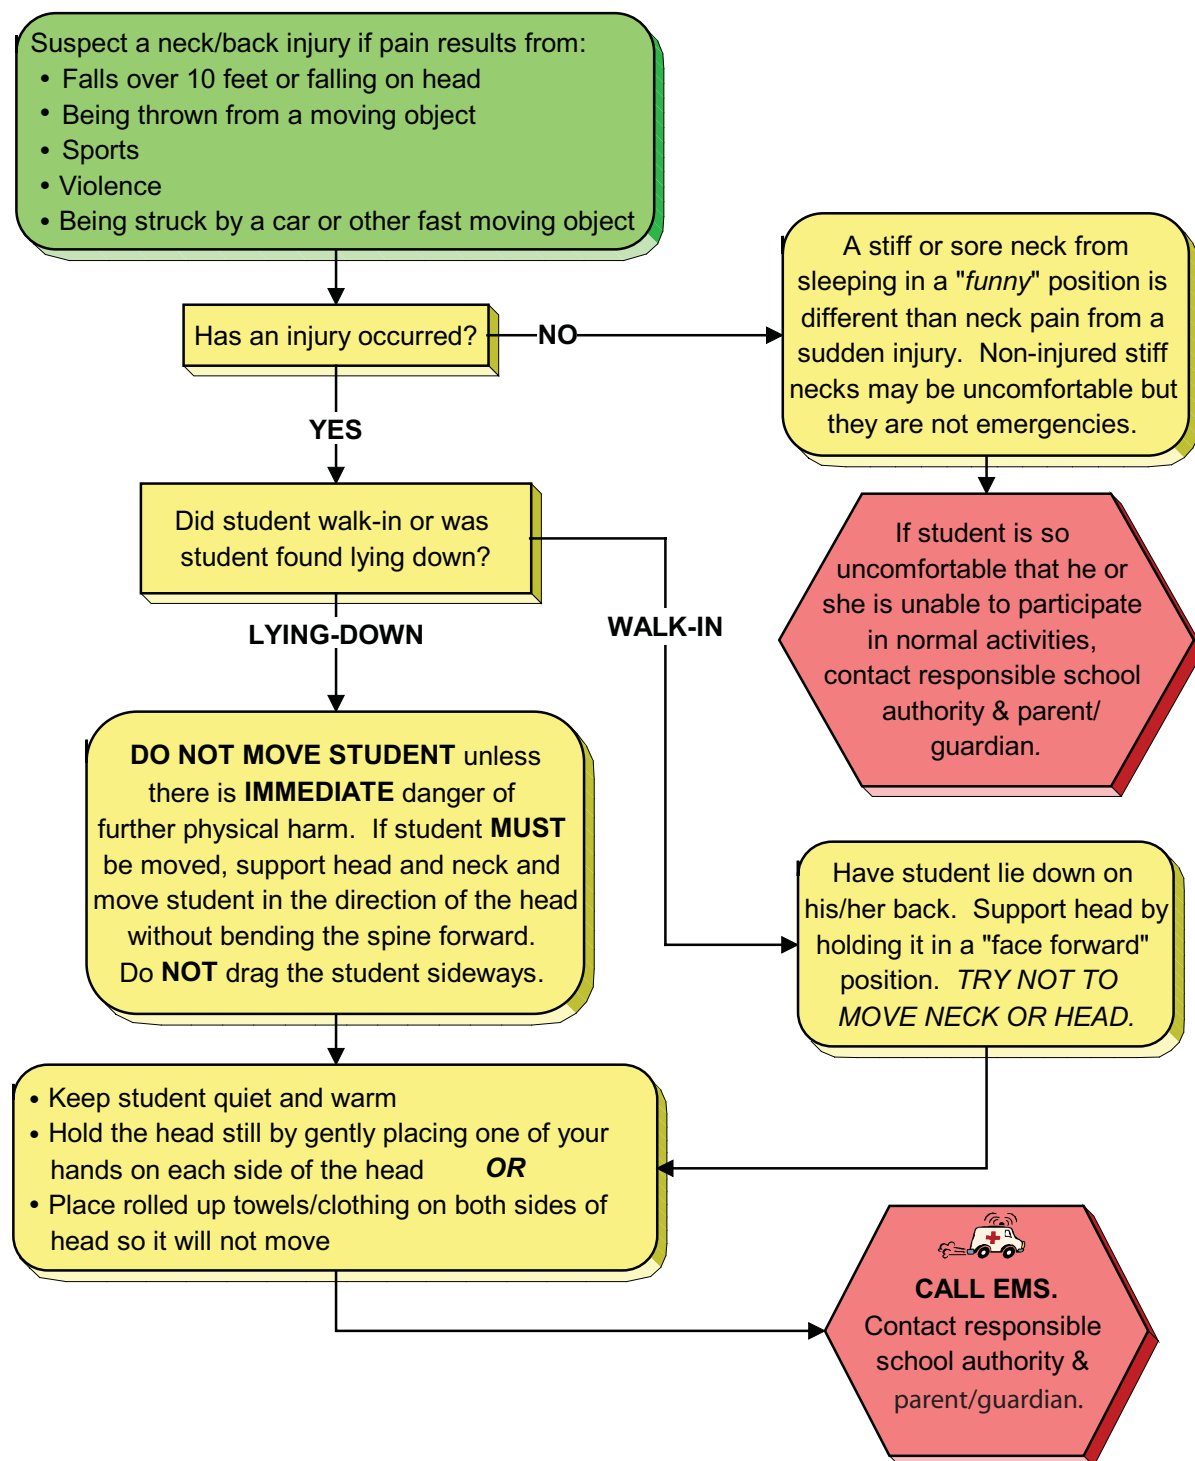 Suspect a neck/back injury if pain results from:
• Falls over 10 feet or falling on head
• Being thrown from a moving object
• Sports
• Violence
• Being struck by a car or other fast moving object
Has an injury occurred?
NO
A stiff or sore neck from
sleeping in a "funny" position is
different than neck pain from a
sudden injury.  Non-injured stiff
necks may be uncomfortable but
they are not emergencies.
YES
Did student walk-in or was
student found lying down?
If student is so
uncomfortable that he or
she is unable to participate
in normal activities,
contact responsible school
authority & parent/
guardian.
LYING-DOWN
WALK-IN
DO NOT MOVE STUDENT unless
there is IMMEDIATE danger of
further physical harm.  If student MUST
be moved, support head and neck and
move student in the direction of the head
without bending the spine forward.
Do NOT drag the student sideways.
Have student lie down on
his/her back.  Support head by
holding it in a "face forward"
position.  TRY NOT TO
MOVE NECK OR HEAD.
• Keep student quiet and warm
• Hold the head still by gently placing one of your
hands on each side of the head OR
• Place rolled up towels/clothing on both sides of
head so it will not move
CALL EMS.
Contact responsible
school authority &
parent/guardian.